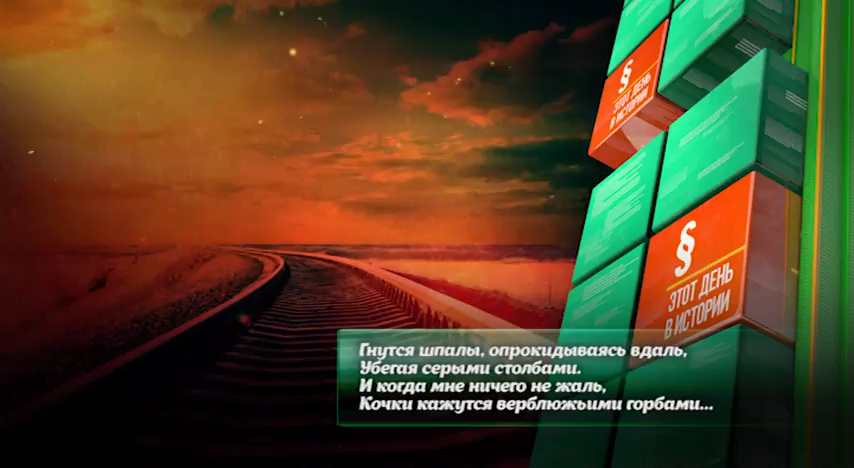 §
ЭТОТ ДЕНЬ
В ИСТОРИИ
§
ЭТОТ ДЕНЬ
В ИСТОРИИ
Гнутся шпалы, опрокидываясь вдаль,
Убегая серыми столбами.
И когда мне ничего не жаль,
Кочки кажутся верблюжьими горбами...